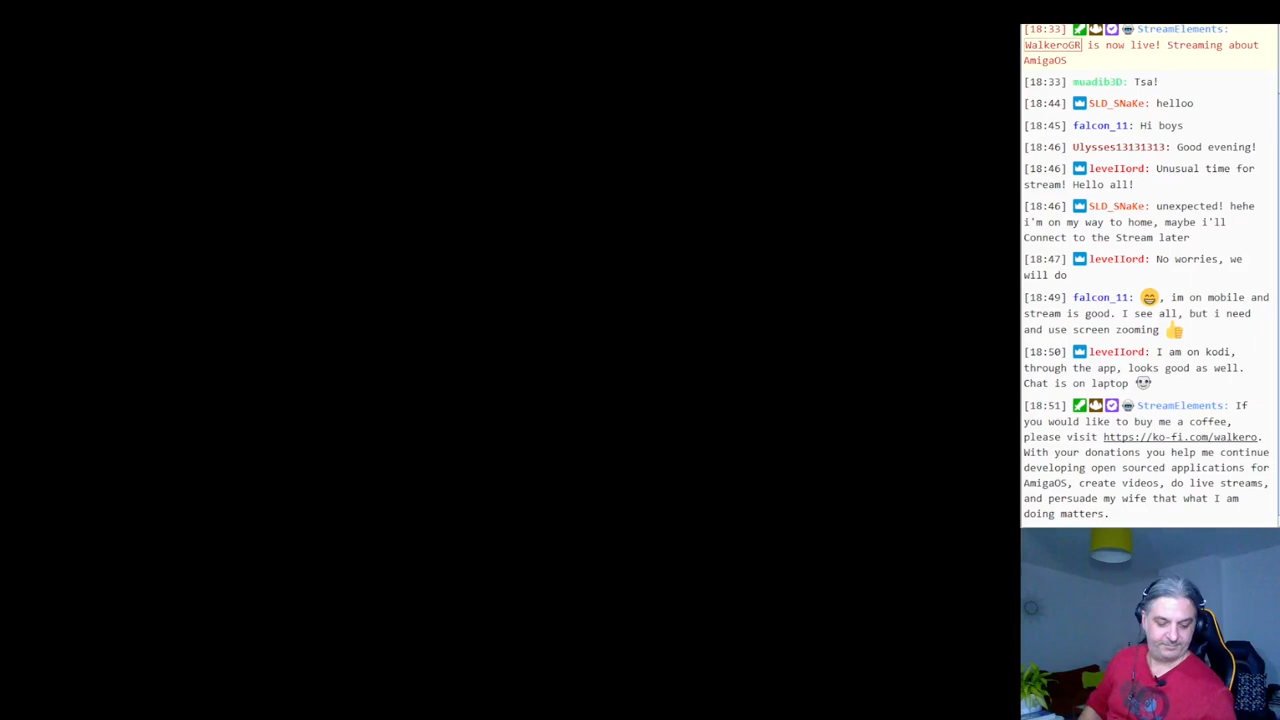 [18:33] StreamElements:
WalkeroGR is now live! Streaming about
AmigaOS
[18:33] muadib3D: Tsa!
[18:44] SLD_SNaKe: helloo
[18:45] falcon_11: Hi boys
[18:46] Ulysses13131313: Good evening!
[18:46] leveIIord: Unusual time for
stream! Hello all!
[18:46] SLD_SNaKe: unexpected! hehe
i'm on my way to home, maybe i'll
Connect to the Stream later
[18:47] leveIIord: No worries, we
will do
[18:49] falcon_11: 😁, im on mobile and
stream is good. I see all, but i need
and use screen zooming 👍
[18:50] leveIIord: I am on kodi,
through the app, looks good as well.
Chat is on laptop
[18:51] StreamElements: If
you would like to buy me a coffee,
please visit https://ko-fi.com/walkero.
With your donations you help me continue
developing open sourced applications for
AmigaOS, create videos, do live streams,
and persuade my wife that what I am
doing matters.